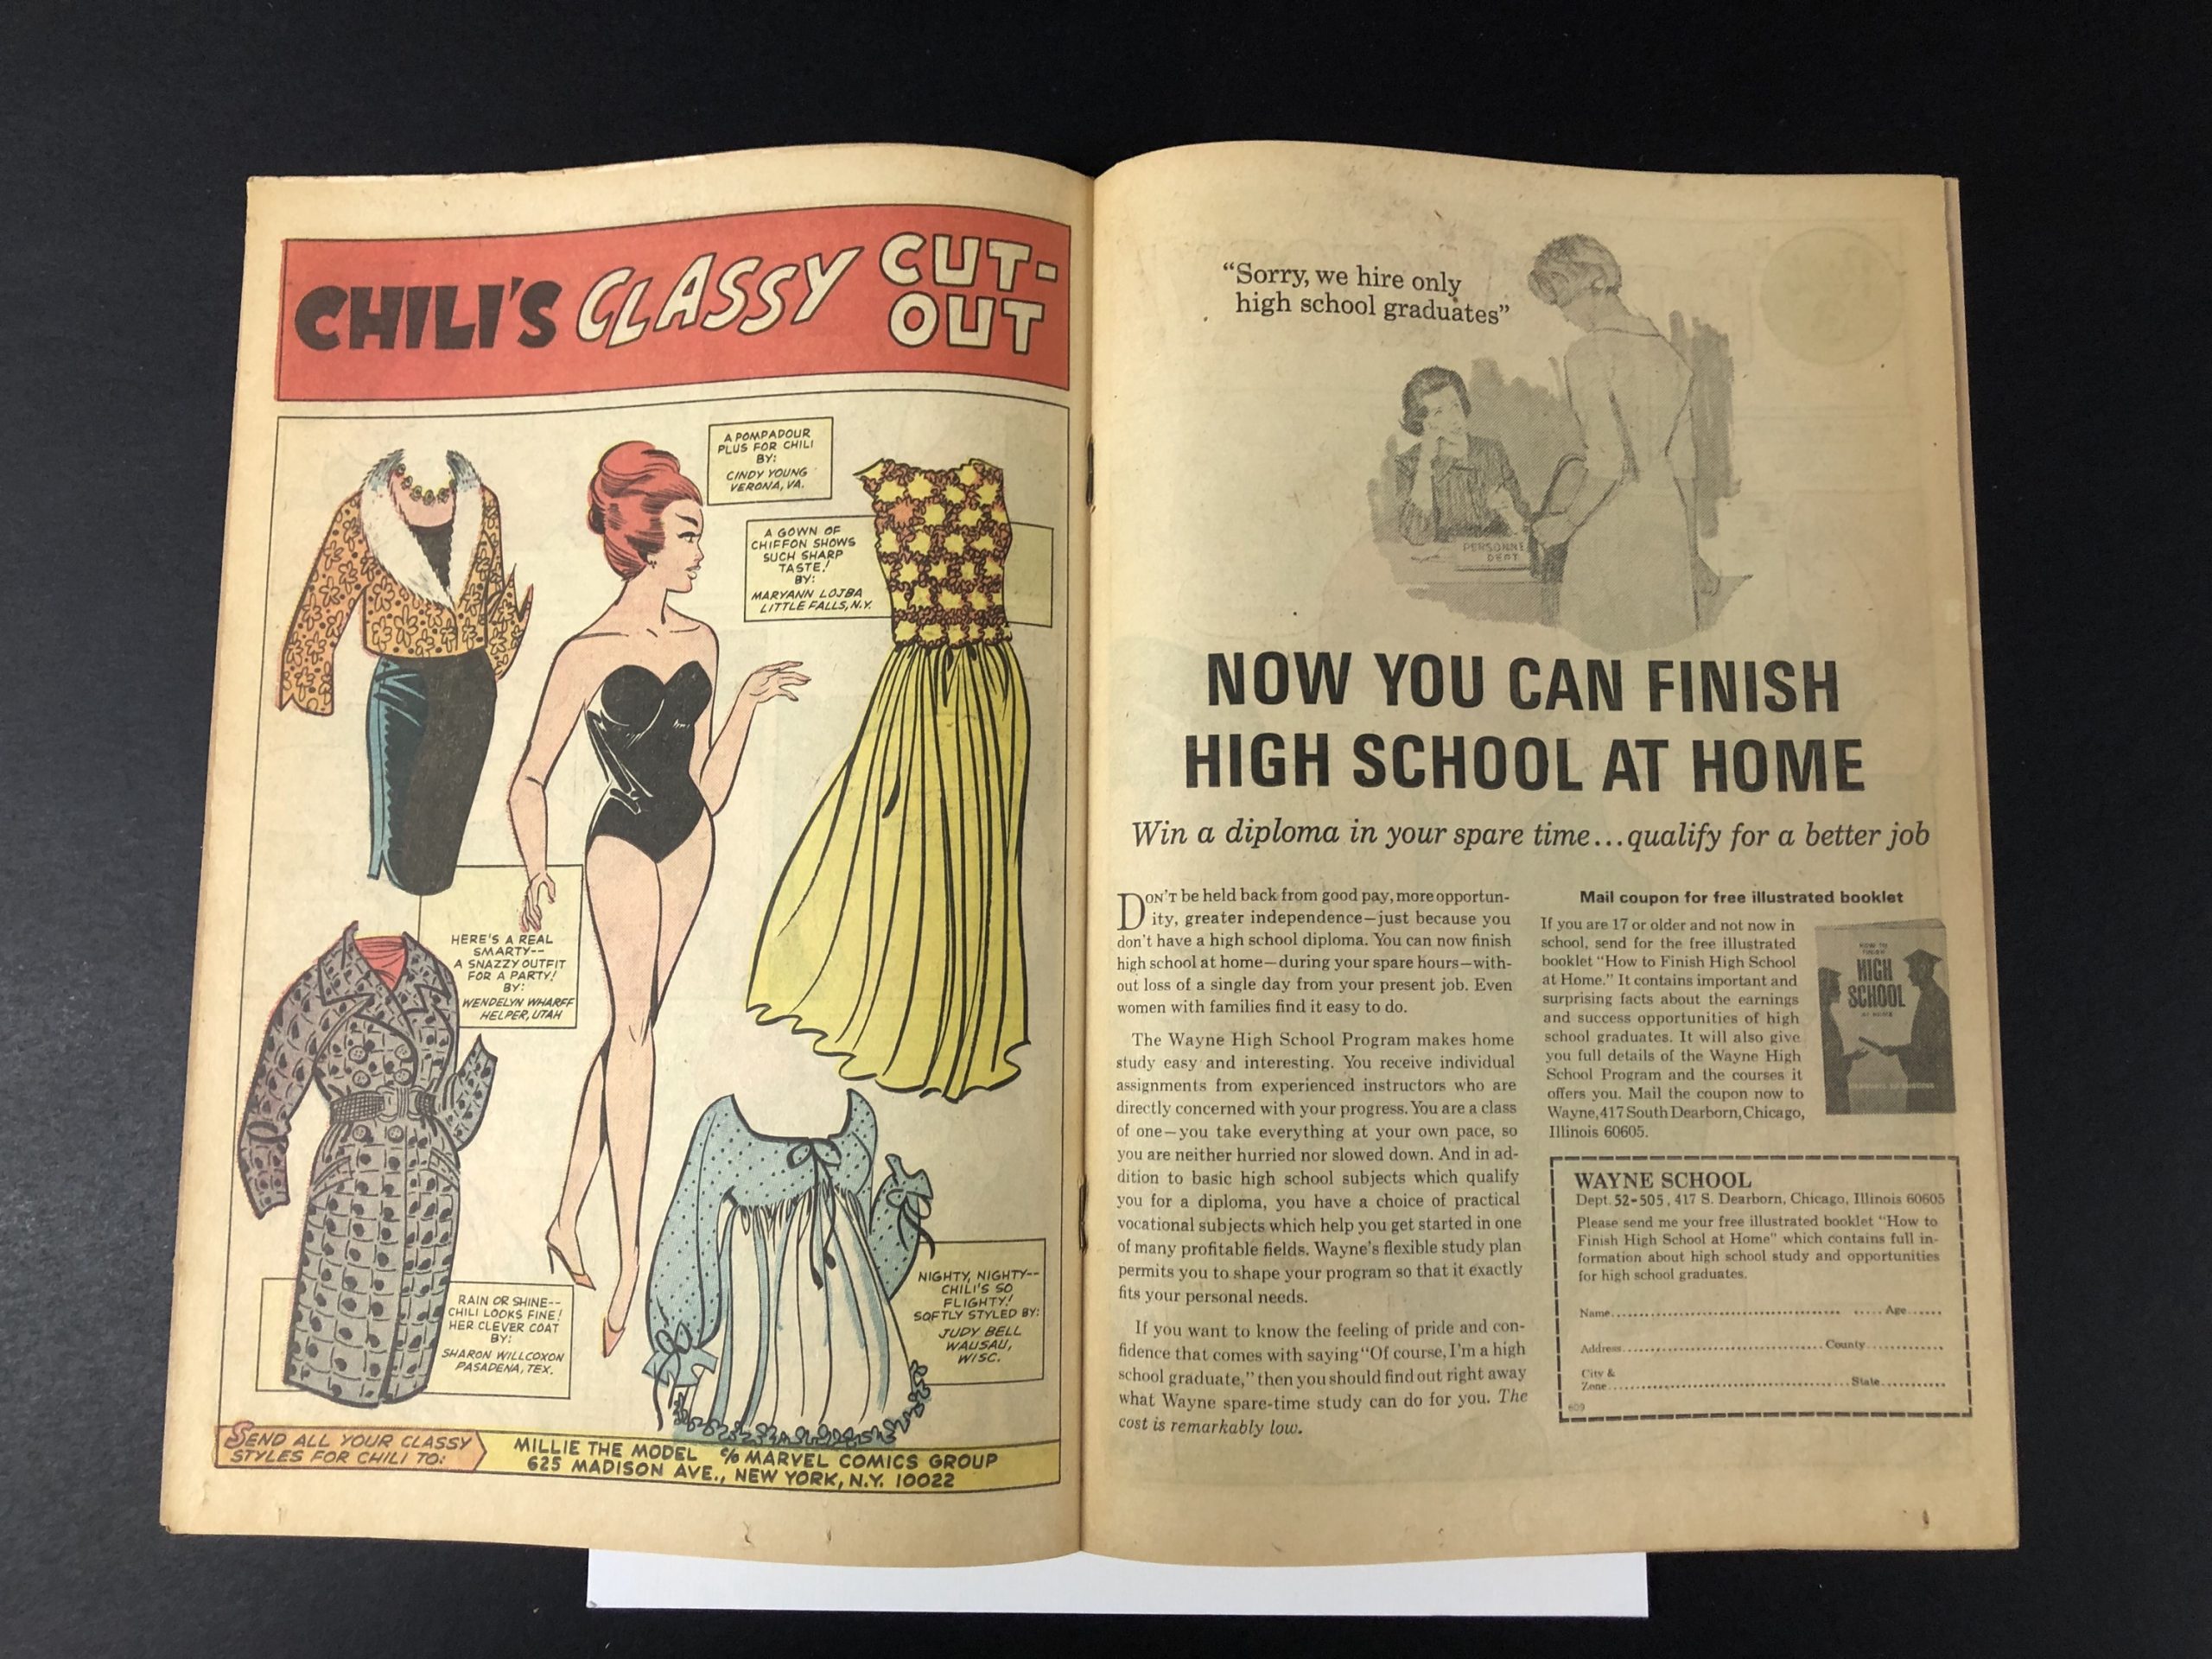 CHILI'S CLASSY CUT-
OUT
A POMPADOUR
PLUS FOR CHILI
BY:
CINDY YOUNG
VERONA, VA.
A GOWN OF
CHIFFON SHOWS
SUCH SHARP
TASTE!
BY:
MARYANN LOJBA
LITTLE FALLS, N.Y.
HERE'S A REAL
SMARTY--
A SNAZZY OUTFIT
FOR A PARTY!
BY:
WENDELYN WHARFF
HELPER, UTAH
RAIN OR SHINE--
CHILI LOOKS FINE!
HER CLEVER COAT
BY:
SHARON WILLCOXON
PASADENA, TEX.
NIGHTY, NIGHTY--
CHILI'S SO
FLIGHTY!
SOFTLY STYLED BY:
JUDY BELL
WAUSAU,
WISC.
SEND ALL YOUR CLASSY
STYLES FOR CHILI TO:
MILLIE THE MODEL c/o MARVEL COMICS GROUP
625 MADISON AVE., NEW YORK, N.Y. 10022
"Sorry, we hire only
high school graduates"
PERSONNEL
DEPT
NOW YOU CAN FINISH
HIGH SCHOOL AT HOME
Win a diploma in your spare time...qualify for a better job
DON'T be held back from good pay, more opportun-
ity, greater independence—just because you
don't have a high school diploma. You can now finish
high school at home—during your spare hours—with-
out loss of a single day from your present job. Even
women with families find it easy to do.
The Wayne High School Program makes home
study easy and interesting. You receive individual
assignments from experienced instructors who are
directly concerned with your progress. You are a class
of one—you take everything at your own pace, so
you are neither hurried nor slowed down. And in ad-
dition to basic high school subjects which qualify
you for a diploma, you have a choice of practical
vocational subjects which help you get started in one
of many profitable fields. Wayne's flexible study plan
permits you to shape your program so that it exactly
fits your personal needs.
If you want to know the feeling of pride and con-
fidence that comes with saying "Of course, I'm a high
school graduate," then you should find out right away
what Wayne spare-time study can do for you. The
cost is remarkably low.
Mail coupon for free illustrated booklet
If you are 17 or older and not now in
school, send for the free illustrated
booklet "How to Finish High School
at Home." It contains important and
surprising facts about the earnings
and success opportunities of high
school graduates. It will also give
you full details of the Wayne High
School Program and the courses it
offers you. Mail the coupon now to
Wayne, 417 South Dearborn, Chicago,
Illinois 60605.
HOW TO
FINISH
HIGH
SCHOOL
AT HOME
WAYNE SCHOOL
Dept. 52-505, 417 S. Dearborn, Chicago, Illinois 60605
Please send me your free illustrated booklet "How to
Finish High School at Home" which contains full in-
formation about high school study and opportunities
for high school graduates.
Name.......... Age......
Address.......... County..........
City &
Zone.......... State..........
609